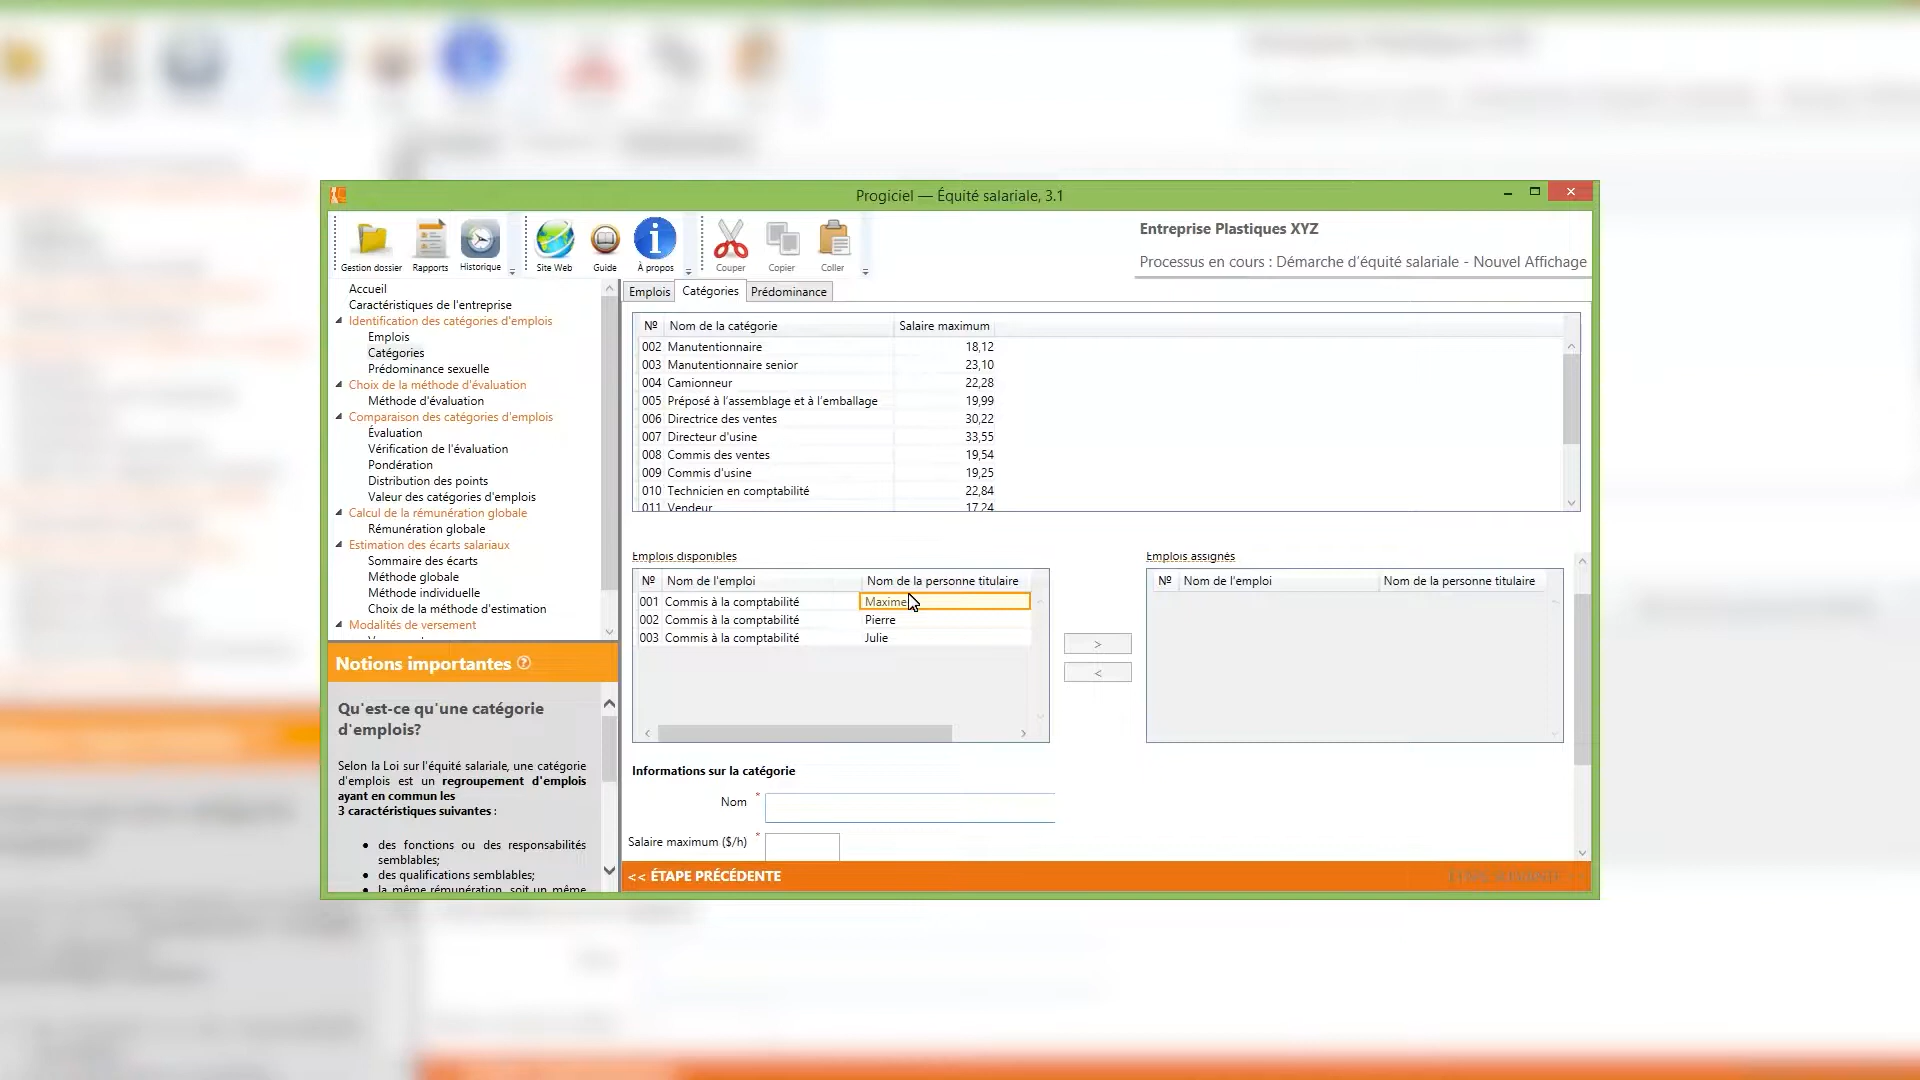 Progiciel — Équité salariale, 3.1
Gestion dossier
Rapports
Historique
Site Web
Guide
À propos
Couper
Copier
Coller
Entreprise Plastiques XYZ
Processus en cours : Démarche d'équité salariale - Nouvel Affichage
Accueil
Caractéristiques de l'entreprise
Identification des catégories d'emplois
Emplois
Catégories
Prédominance sexuelle
Choix de la méthode d'évaluation
Méthode d'évaluation
Comparaison des catégories d'emplois
Évaluation
Vérification de l'évaluation
Pondération
Distribution des points
Valeur des catégories d'emplois
Calcul de la rémunération globale
Rémunération globale
Estimation des écarts salariaux
Sommaire des écarts
Méthode globale
Méthode individuelle
Choix de la méthode d'estimation
Modalités de versement
Notions importantes ?
Qu'est-ce qu'une catégorie
d'emplois?
Selon la Loi sur l'équité salariale, une catégorie
d'emplois est un regroupement d'emplois
ayant en commun les
3 caractéristiques suivantes :
• des fonctions ou des responsabilités
semblables;
• des qualifications semblables;
• la même rémunération, soit un même
Emplois Catégories Prédominance
Nº Nom de la catégorie Salaire maximum
002 Manutentionnaire 18,12
003 Manutentionnaire senior 23,10
004 Camionneur 22,28
005 Préposé à l'assemblage et à l'emballage 19,99
006 Directrice des ventes 30,22
007 Directeur d'usine 33,55
008 Commis des ventes 19,54
009 Commis d'usine 19,25
010 Technicien en comptabilité 22,84
011 Vendeur 17,24
Emplois disponibles
Nº Nom de l'emploi Nom de la personne titulaire
001 Commis à la comptabilité Maxime
002 Commis à la comptabilité Pierre
003 Commis à la comptabilité Julie
>
<
Emplois assignés
Nº Nom de l'emploi Nom de la personne titulaire
Informations sur la catégorie
Nom *
Salaire maximum ($/h) *
<< ÉTAPE PRÉCÉDENTE